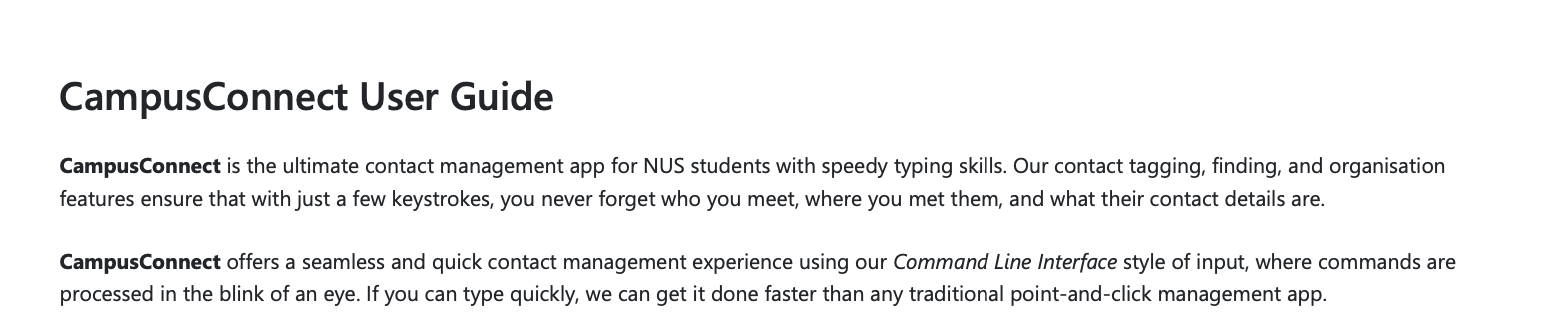 CampusConnect User Guide
CampusConnect is the ultimate contact management app for NUS students with speedy typing skills. Our contact tagging, finding, and organisation
features ensure that with just a few keystrokes, you never forget who you meet, where you met them, and what their contact details are.
CampusConnect offers a seamless and quick contact management experience using our Command Line Interface style of input, where commands are
processed in the blink of an eye. If you can type quickly, we can get it done faster than any traditional point-and-click management app.